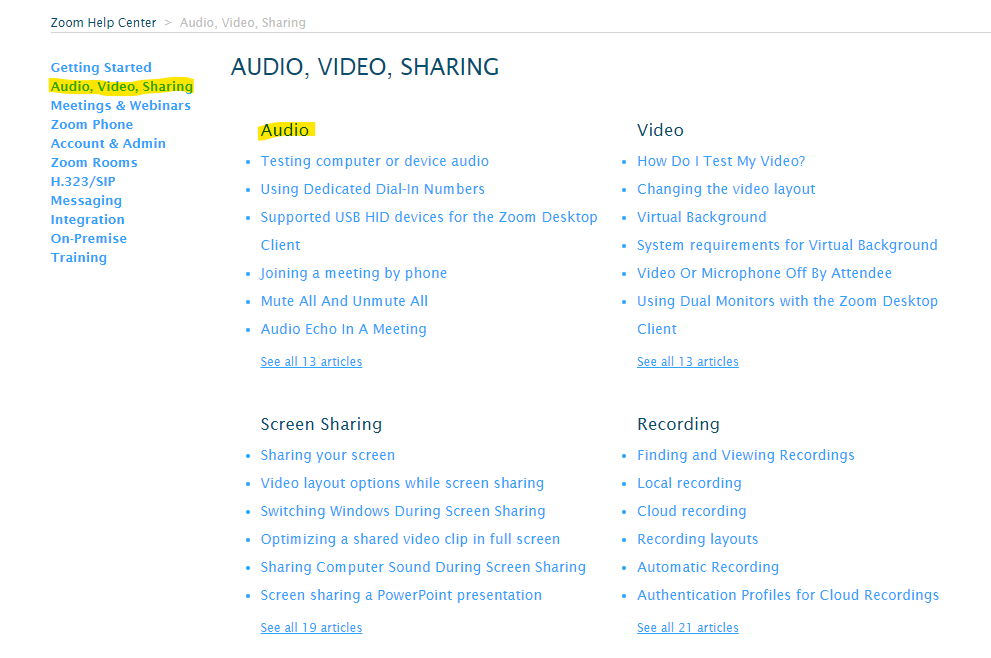 Zoom Help Center > Audio, Video, Sharing
Getting Started
Audio, Video, Sharing
Meetings & Webinars
Zoom Phone
Account & Admin
Zoom Rooms
H.323/SIP
Messaging
Integration
On-Premise
Training
AUDIO, VIDEO, SHARING
Audio
Testing computer or device audio
Using Dedicated Dial-In Numbers
Supported USB HID devices for the Zoom Desktop
Client
Joining a meeting by phone
Mute All And Unmute All
Audio Echo In A Meeting
See all 13 articles
Video
How Do I Test My Video?
Changing the video layout
Virtual Background
System requirements for Virtual Background
Video Or Microphone Off By Attendee
Using Dual Monitors with the Zoom Desktop
Client
See all 13 articles
Screen Sharing
Sharing your screen
Video layout options while screen sharing
Switching Windows During Screen Sharing
Optimizing a shared video clip in full screen
Sharing Computer Sound During Screen Sharing
Screen sharing a PowerPoint presentation
See all 19 articles
Recording
Finding and Viewing Recordings
Local recording
Cloud recording
Recording layouts
Automatic Recording
Authentication Profiles for Cloud Recordings
See all 21 articles